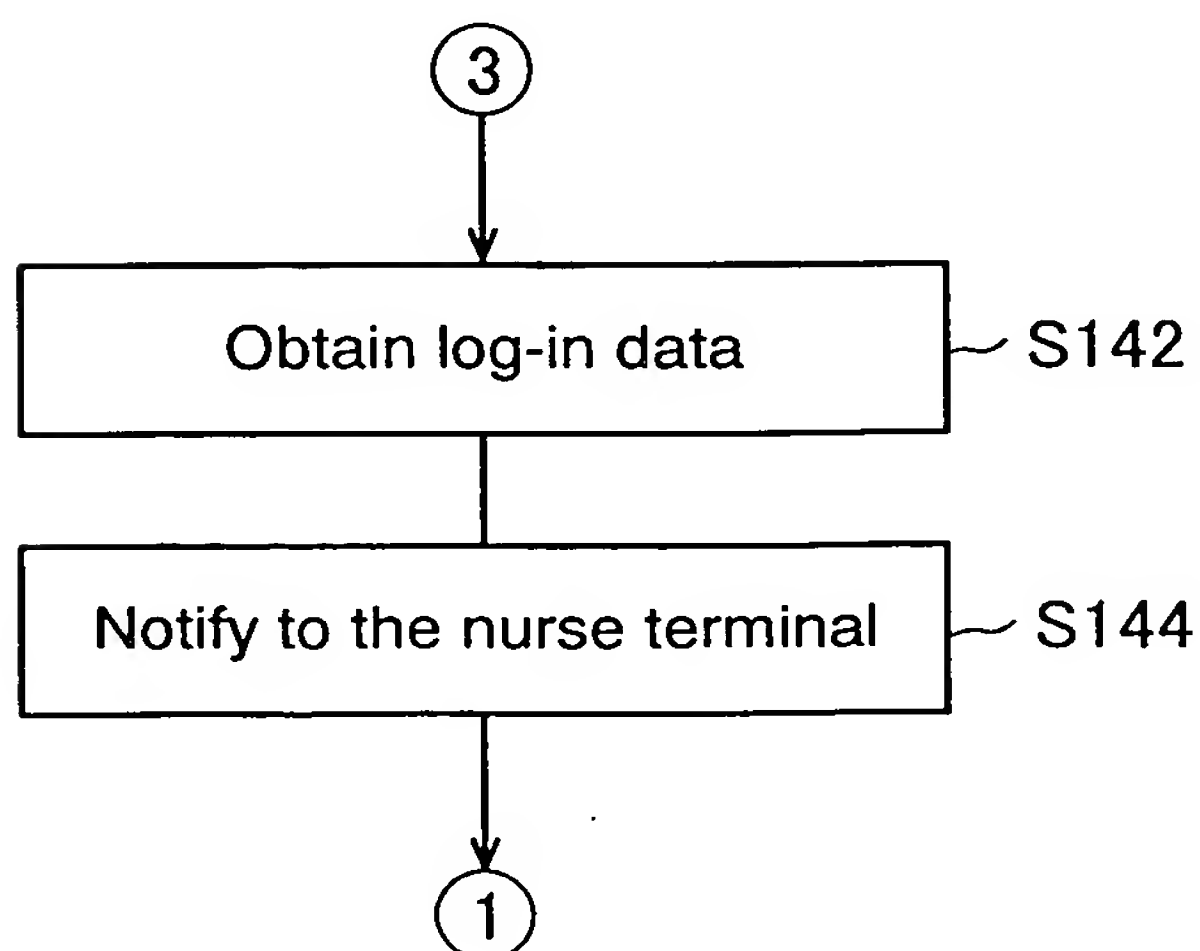 3
Obtain log-in data
S142
Notify to the nurse terminal
S144
1